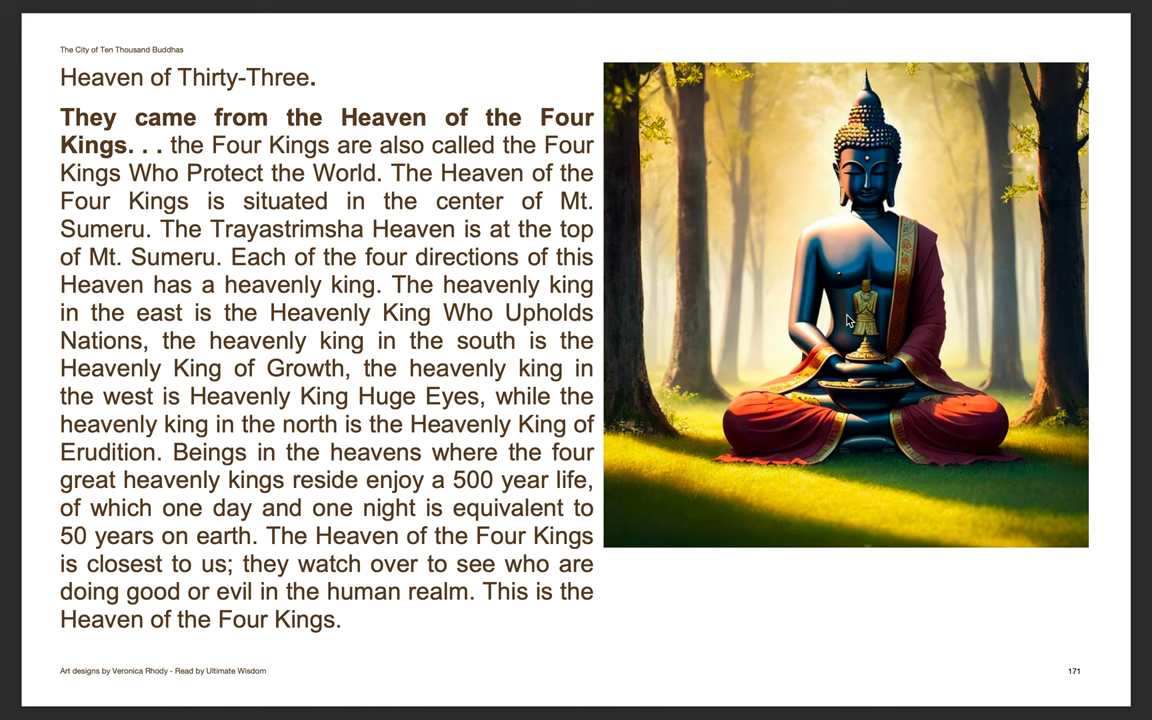 The City of Ten Thousand Buddhas
Heaven of Thirty-Three.
They came from the Heaven of the Four
Kings. . . the Four Kings are also called the Four
Kings Who Protect the World. The Heaven of the
Four Kings is situated in the center of Mt.
Sumeru. The Trayastrimsha Heaven is at the top
of Mt. Sumeru. Each of the four directions of this
Heaven has a heavenly king. The heavenly king
in the east is the Heavenly King Who Upholds
Nations, the heavenly king in the south is the
Heavenly King of Growth, the heavenly king in
the west is Heavenly King Huge Eyes, while the
heavenly king in the north is the Heavenly King of
Erudition. Beings in the heavens where the four
great heavenly kings reside enjoy a 500 year life,
of which one day and one night is equivalent to
50 years on earth. The Heaven of the Four Kings
is closest to us; they watch over to see who are
doing good or evil in the human realm. This is the
Heaven of the Four Kings.
Art designs by Veronica Rhody - Read by Ultimate Wisdom
171